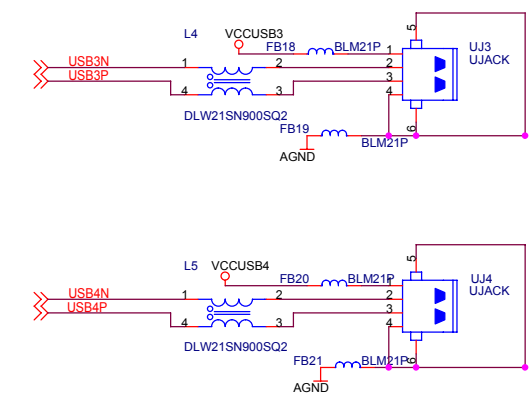 5
L4 VCCUSB3
FB18 BLM21P 1 UJ3
USB3N 1 2 2 UJACK
USB3P 3
4 3 4
DLW21SN900SQ2
FB19 6
BLM21P
AGND
5
L5 VCCUSB4
FB20 BLM21P 1 UJ4
USB4N 1 2 2 UJACK
USB4P 3
4 3 4
DLW21SN900SQ2
FB21 BLM21P 6
AGND